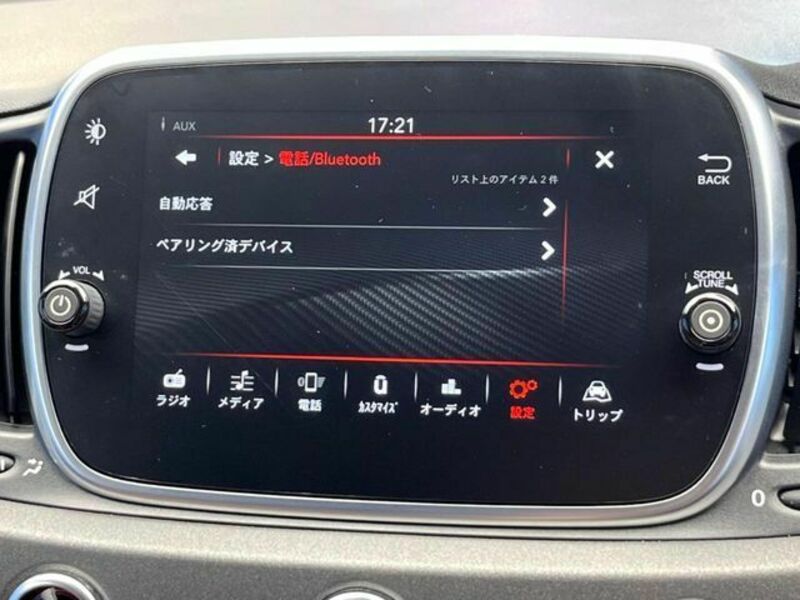 AUX 17:21
設定 > 電話/Bluetooth
リスト上のアイテム 2 件
BACK
自動応答
ペアリング済デバイス
VOL
SCROLL
TUNE
ラジオ メディア 電話 ｶｽﾀﾏｲｽﾞ オーディオ 設定 トリップ
0